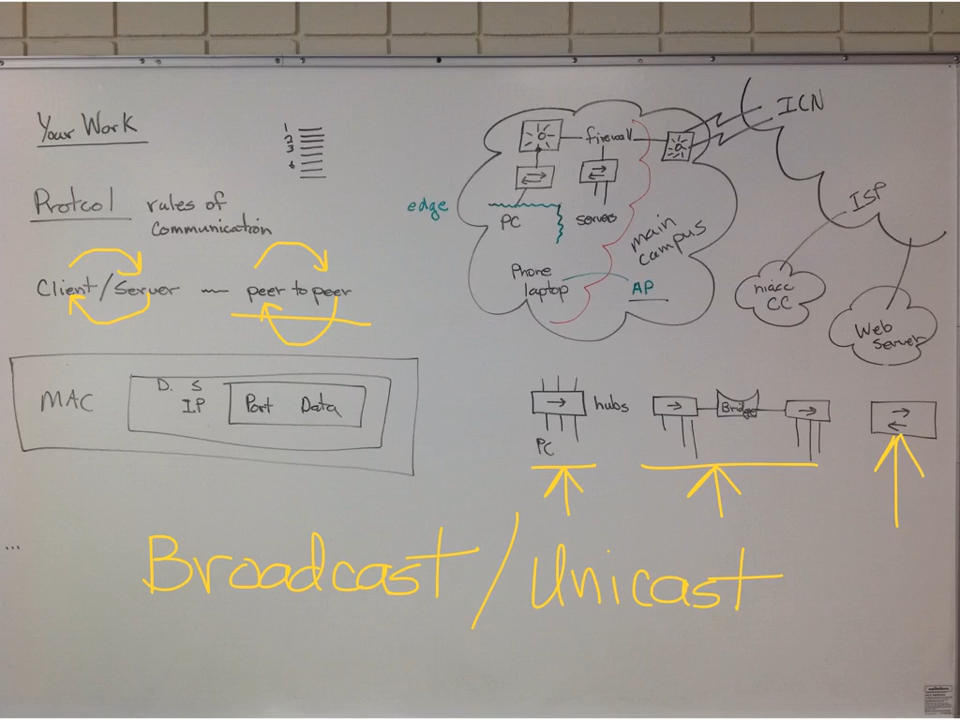 Your Work
1
2
3
6
Protcol rules of
communication
Client/Server — peer to peer
MAC
D. S
IP
Port Data
edge
firewall
PC
servers
Phone
laptop
AP
main
campus
ICN
ISP
niacc
CC
Web
Server
hubs
PC
Bridge
...
Broadcast/Unicast